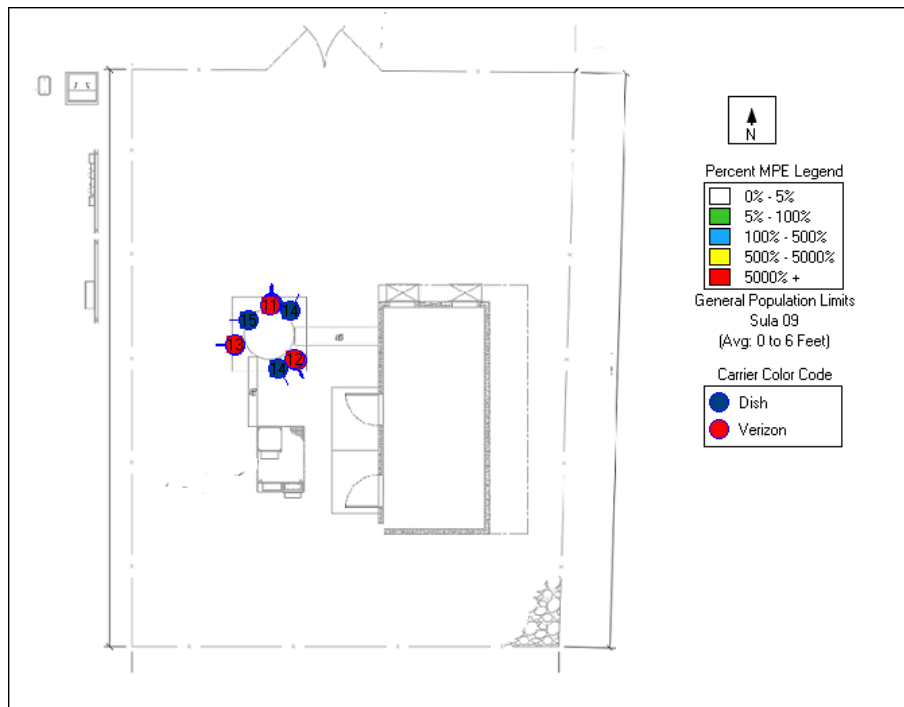 N
Percent MPE Legend
0% - 5%
5% - 100%
100% - 500%
500% - 5000%
5000% +
General Population Limits
Sula 09
(Avg: 0 to 6 Feet)
Carrier Color Code
Dish
Verizon
11
14
15
13
12
14